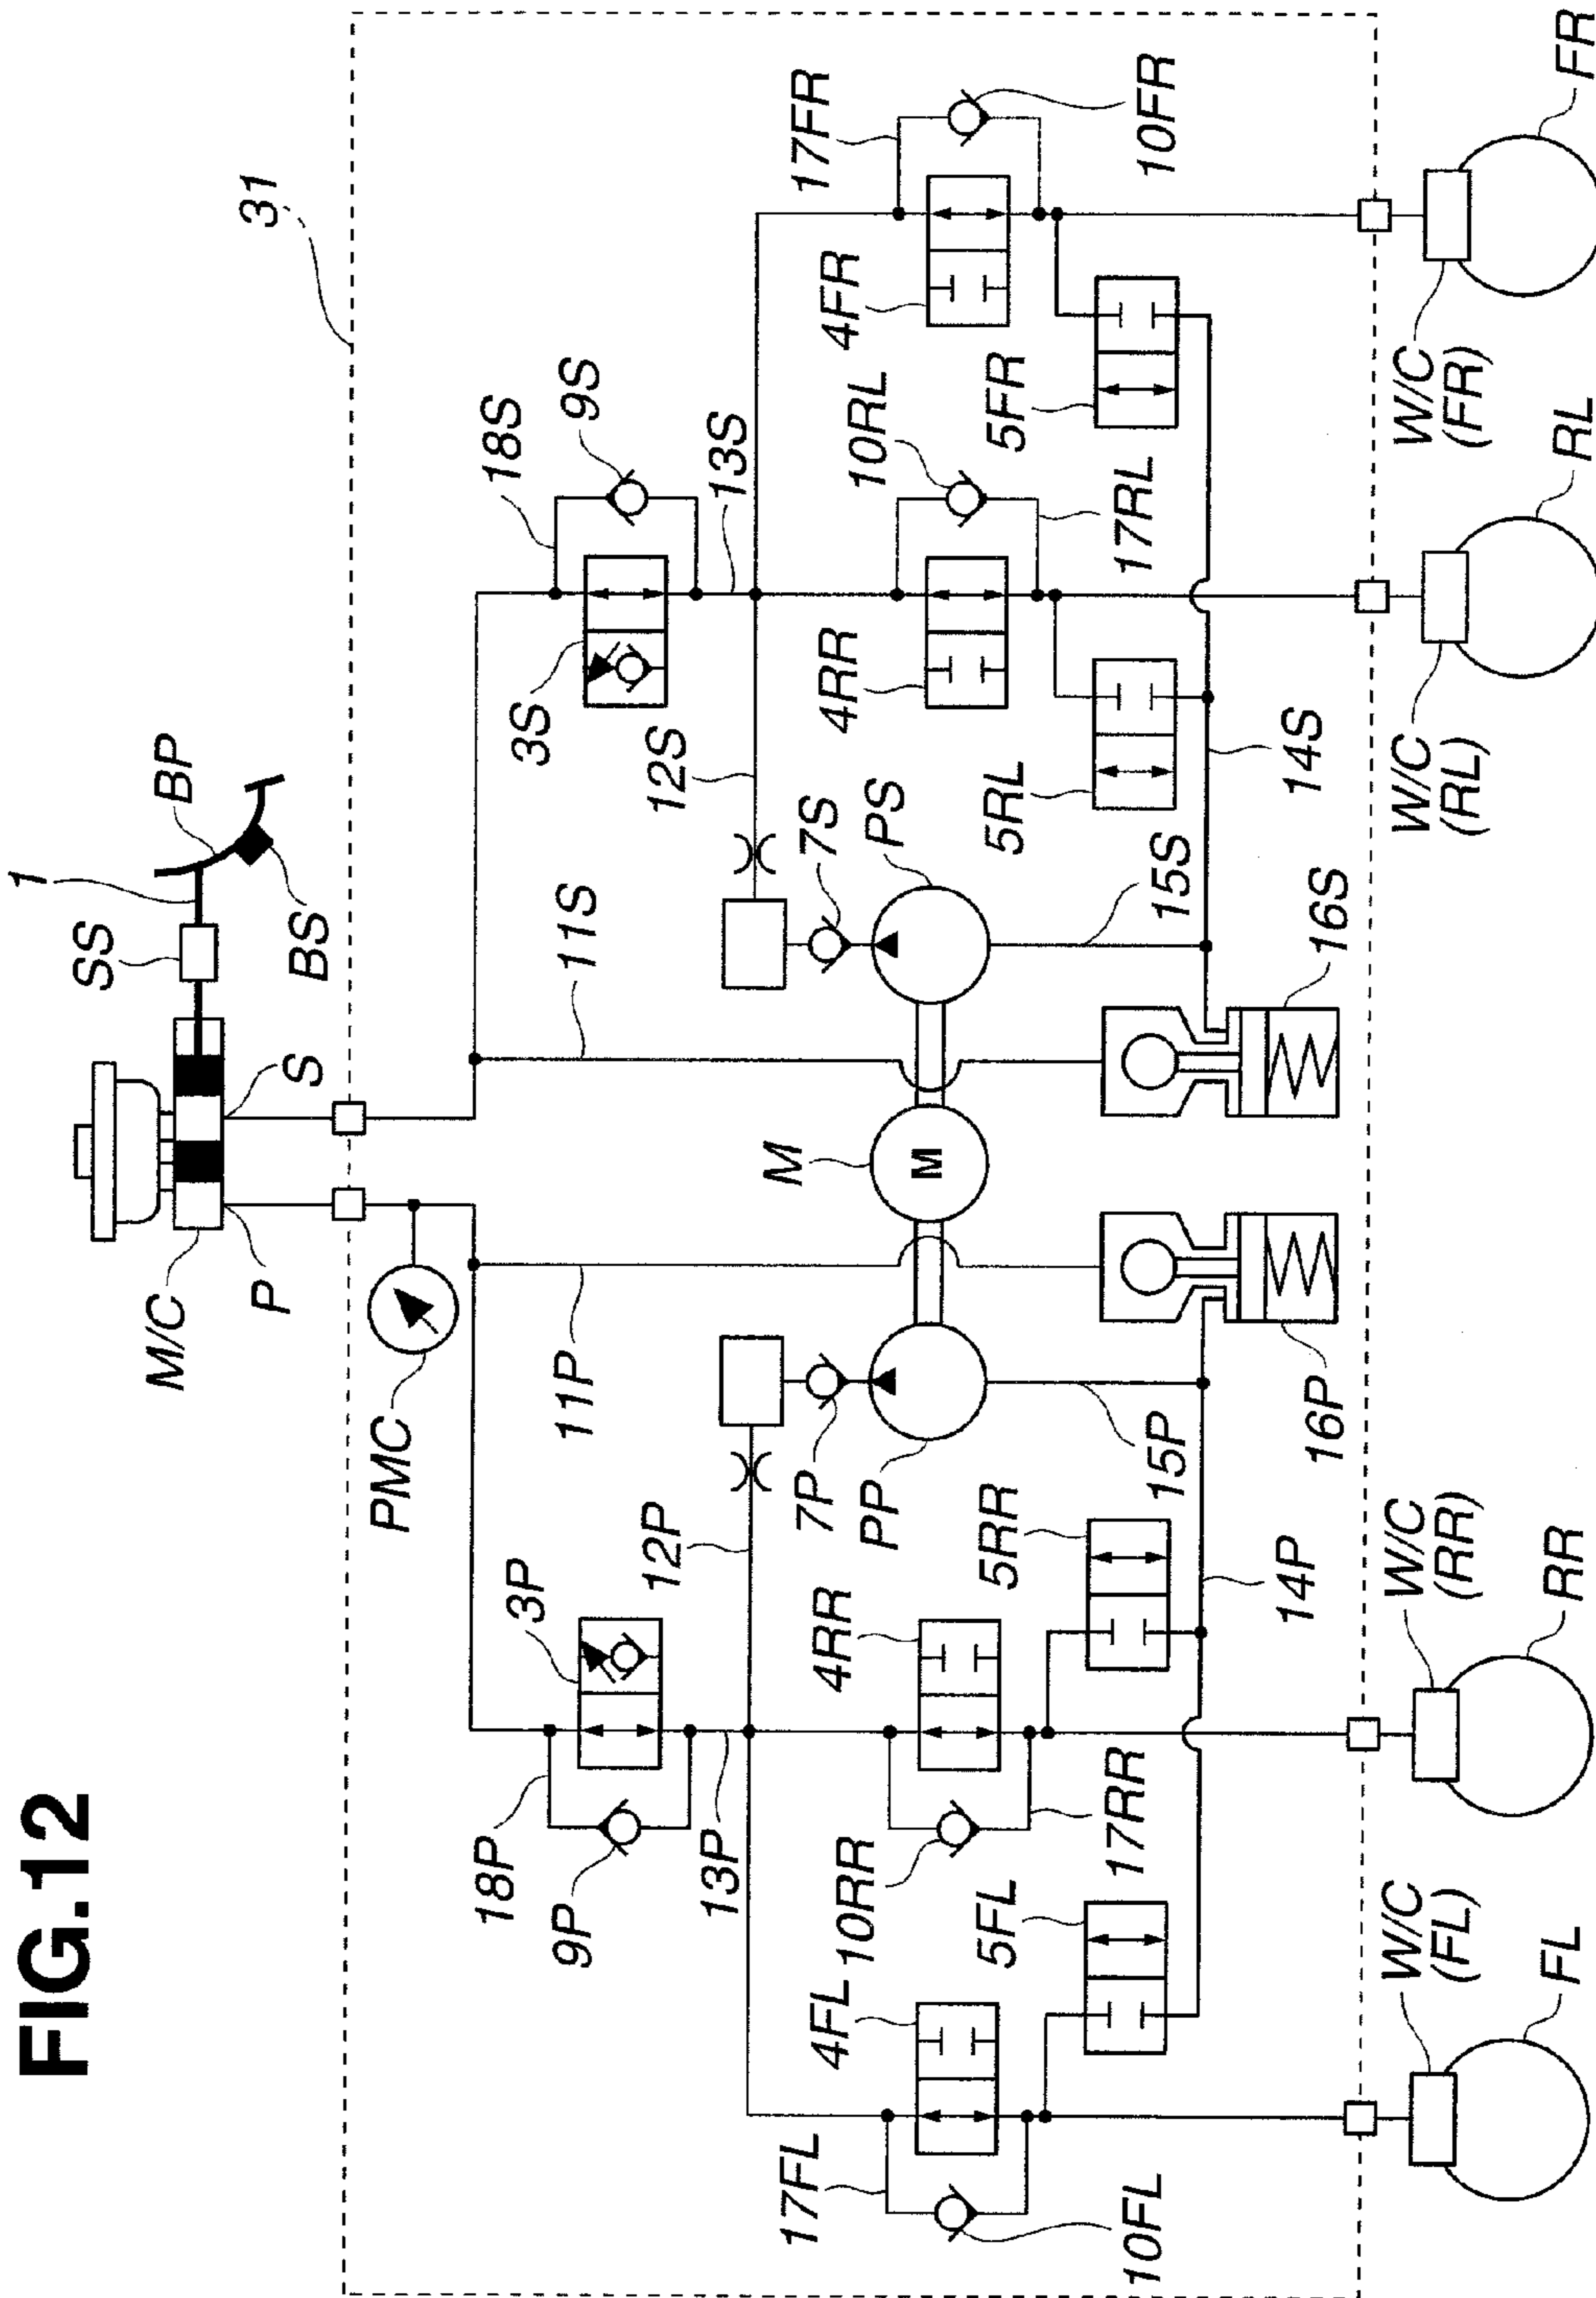 FIG.12
1
SS
BP
BS
M/C
P
S
31
PMC
11P
11S
18P
3P
9P
13P
12P
18S
9S
3S
13S
12S
7P
PP
M
M
7S
PS
17FL
4FL
10FL
10RR
4RR
17RR
5FL
5RR
15P
14P
16P
15S
16S
14S
4RR
10RL
17RL
5RL
17FR
4FR
10FR
5FR
W/C
(FL)
FL
W/C
(RR)
RR
W/C
(RL)
RL
W/C
(FR)
FR